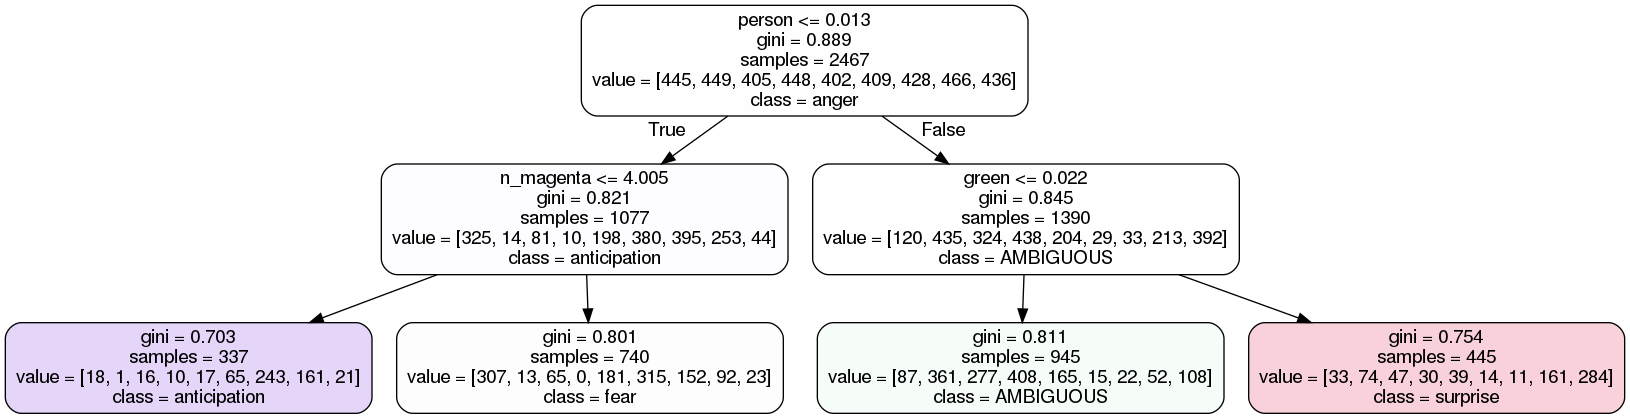 person <= 0.013
gini = 0.889
samples = 2467
value = [445, 449, 405, 448, 402, 409, 428, 466, 436]
class = anger
True
False
n_magenta <= 4.005
gini = 0.821
samples = 1077
value = [325, 14, 81, 10, 198, 380, 395, 253, 44]
class = anticipation
green <= 0.022
gini = 0.845
samples = 1390
value = [120, 435, 324, 438, 204, 29, 33, 213, 392]
class = AMBIGUOUS
gini = 0.703
samples = 337
value = [18, 1, 16, 10, 17, 65, 243, 161, 21]
class = anticipation
gini = 0.801
samples = 740
value = [307, 13, 65, 0, 181, 315, 152, 92, 23]
class = fear
gini = 0.811
samples = 945
value = [87, 361, 277, 408, 165, 15, 22, 52, 108]
class = AMBIGUOUS
gini = 0.754
samples = 445
value = [33, 74, 47, 30, 39, 14, 11, 161, 284]
class = surprise